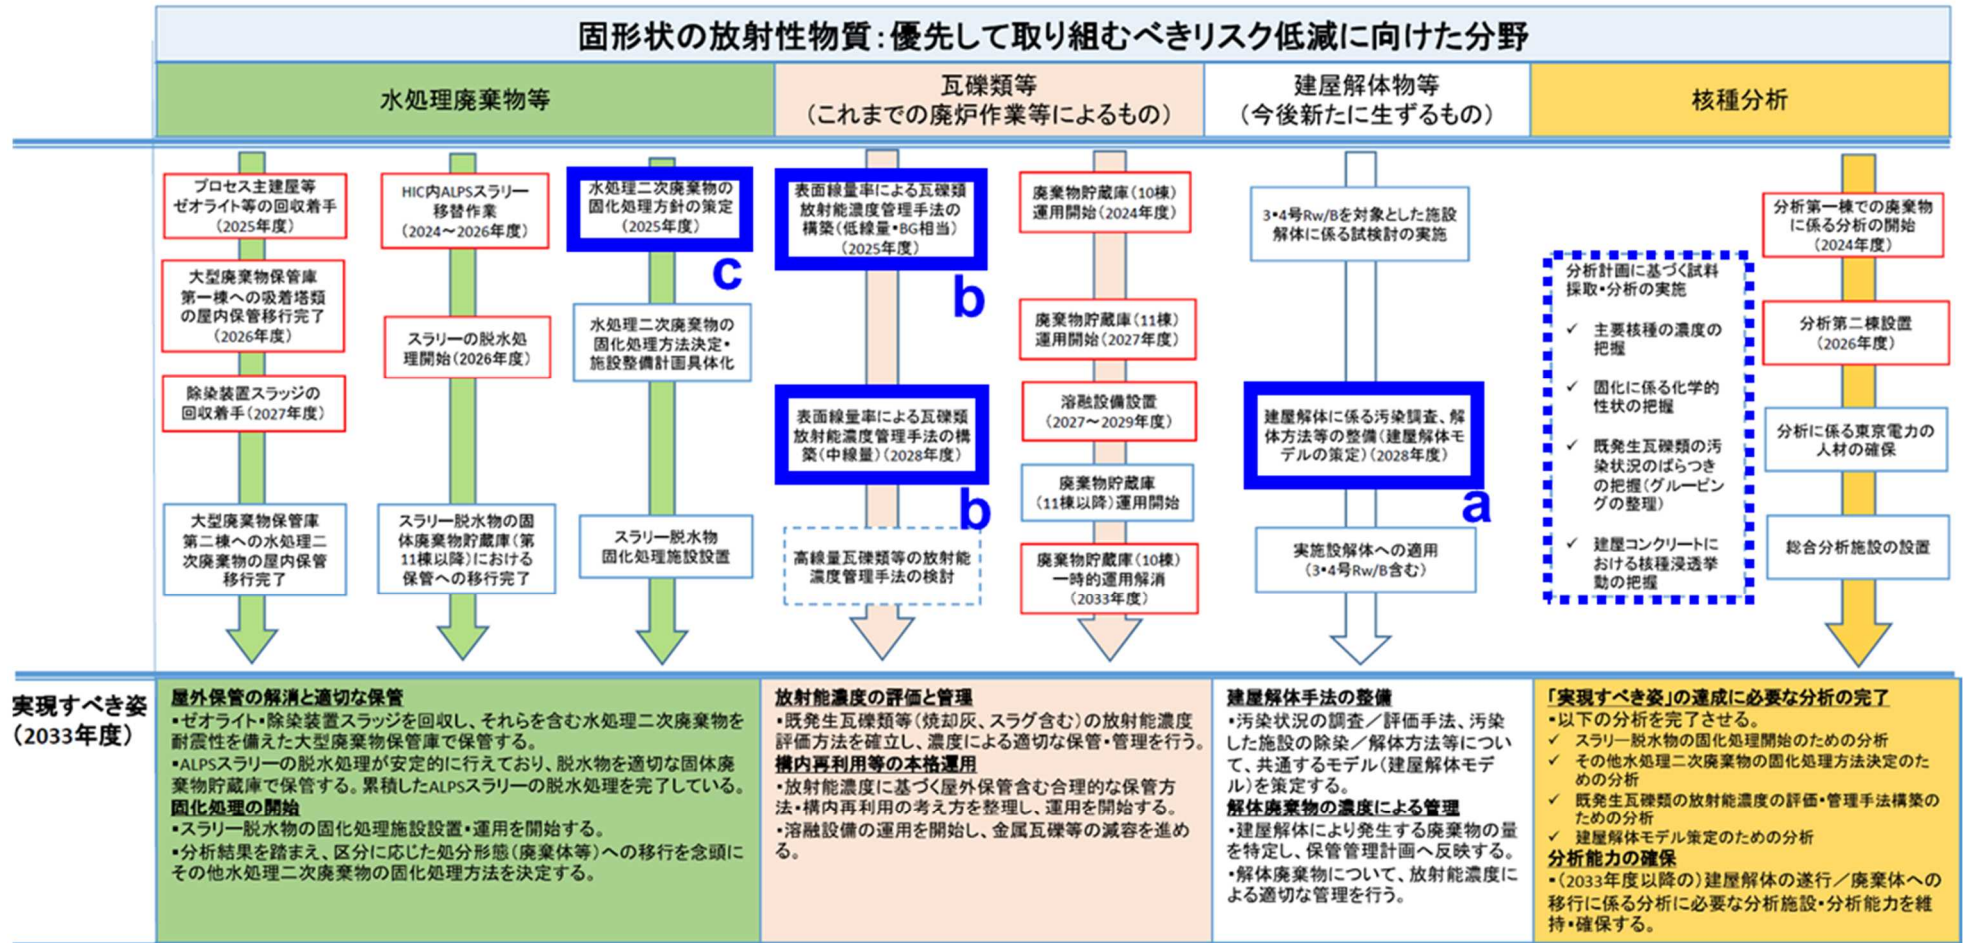 固形状の放射性物質：優先して取り組むべきリスク低減に向けた分野
水処理廃棄物等
瓦礫類等
（これまでの廃炉作業等によるもの）
建屋解体物等
（今後新たに生ずるもの）
核種分析
プロセス主建屋等
ゼオライト等の回収着手
（2025年度）
大型廃棄物保管庫
第一棟への吸着塔類
の屋内保管移行完了
（2026年度）
除染装置スラッジの
回収着手（2027年度）
大型廃棄物保管庫
第二棟への水処理二
次廃棄物の屋内保管
移行完了
HIC内ALPSスラリー
移替作業
（2024～2026年度）
スラリーの脱水処
理開始（2026年度）
スラリー脱水物の固
体廃棄物貯蔵庫（第
11棟以降）における
保管への移行完了
水処理二次廃棄物の
固化処理方針の策定
（2025年度）
c
水処理二次廃棄物の
固化処理方法決定・
施設整備計画具体化
スラリー脱水物
固化処理施設設置
表面線量率による瓦礫類
放射能濃度管理手法の
構築（低線量・BG相当）
（2025年度）
b
表面線量率による瓦礫類
放射能濃度管理手法の構
築（中線量）（2028年度）
b
高線量瓦礫類等の放射能
濃度管理手法の検討
廃棄物貯蔵庫（10棟）
運用開始（2024年度）
廃棄物貯蔵庫（11棟）
運用開始（2027年度）
溶融設備設置
（2027～2029年度）
廃棄物貯蔵庫
（11棟以降）運用開始
廃棄物貯蔵庫（10棟）
一時的運用解消
（2033年度）
3・4号Rw/Bを対象とした施設
解体に係る試検討の実施
建屋解体に係る汚染調査、解
体方法等の整備（建屋解体モ
デルの策定）（2028年度）
a
実施設解体への適用
（3・4号Rw/B含む）
分析計画に基づく試料
採取・分析の実施
✓ 主要核種の濃度の
把握
✓ 固化に係る化学的
性状の把握
✓ 既発生瓦礫類の汚
染状況のばらつき
の把握（グルーピン
グの整理）
✓ 建屋コンクリートに
おける核種浸透挙
動の把握
分析第一棟での廃棄物
に係る分析の開始
（2024年度）
分析第二棟設置
（2026年度）
分析に係る東京電力の
人材の確保
総合分析施設の設置
実現すべき姿
（2033年度）
屋外保管の解消と適切な保管
・ゼオライト・除染装置スラッジを回収し、それらを含む水処理二次廃棄物を
耐震性を備えた大型廃棄物保管庫で保管する。
・ALPSスラリーの脱水処理が安定的に行えており、脱水物を適切な固体廃
棄物貯蔵庫で保管する。累積したALPSスラリーの脱水処理を完了している。
固化処理の開始
・スラリー脱水物の固化処理施設設置・運用を開始する。
・分析結果を踏まえ、区分に応じた処分形態（廃棄体等）への移行を念頭に
その他水処理二次廃棄物の固化処理方法を決定する。
放射能濃度の評価と管理
・既発生瓦礫類等（焼却灰、スラグ含む）の放射能濃度
評価方法を確立し、濃度による適切な保管・管理を行う。
構内再利用等の本格運用
・放射能濃度に基づく屋外保管含む合理的な保管方
法・構内再利用の考え方を整理し、運用を開始する。
・溶融設備の運用を開始し、金属瓦礫等の減容を進め
る。
建屋解体手法の整備
・汚染状況の調査／評価手法、汚染
した施設の除染／解体方法等につい
て、共通するモデル（建屋解体モデ
ル）を策定する。
解体廃棄物の濃度による管理
・建屋解体により発生する廃棄物の量
を特定し、保管管理計画へ反映する。
・解体廃棄物について、放射能濃度に
よる適切な管理を行う。
「実現すべき姿」の達成に必要な分析の完了
・以下の分析を完了させる。
✓ スラリー脱水物の固化処理開始のための分析
✓ その他水処理二次廃棄物の固化処理方法決定のた
めの分析
✓ 既発生瓦礫類の放射能濃度の評価・管理手法構築の
ための分析
✓ 建屋解体モデル策定のための分析
分析能力の確保
・（2033年度以降の）建屋解体の遂行／廃棄体への
移行に係る分析に必要な分析施設・分析能力を維
持・確保する。